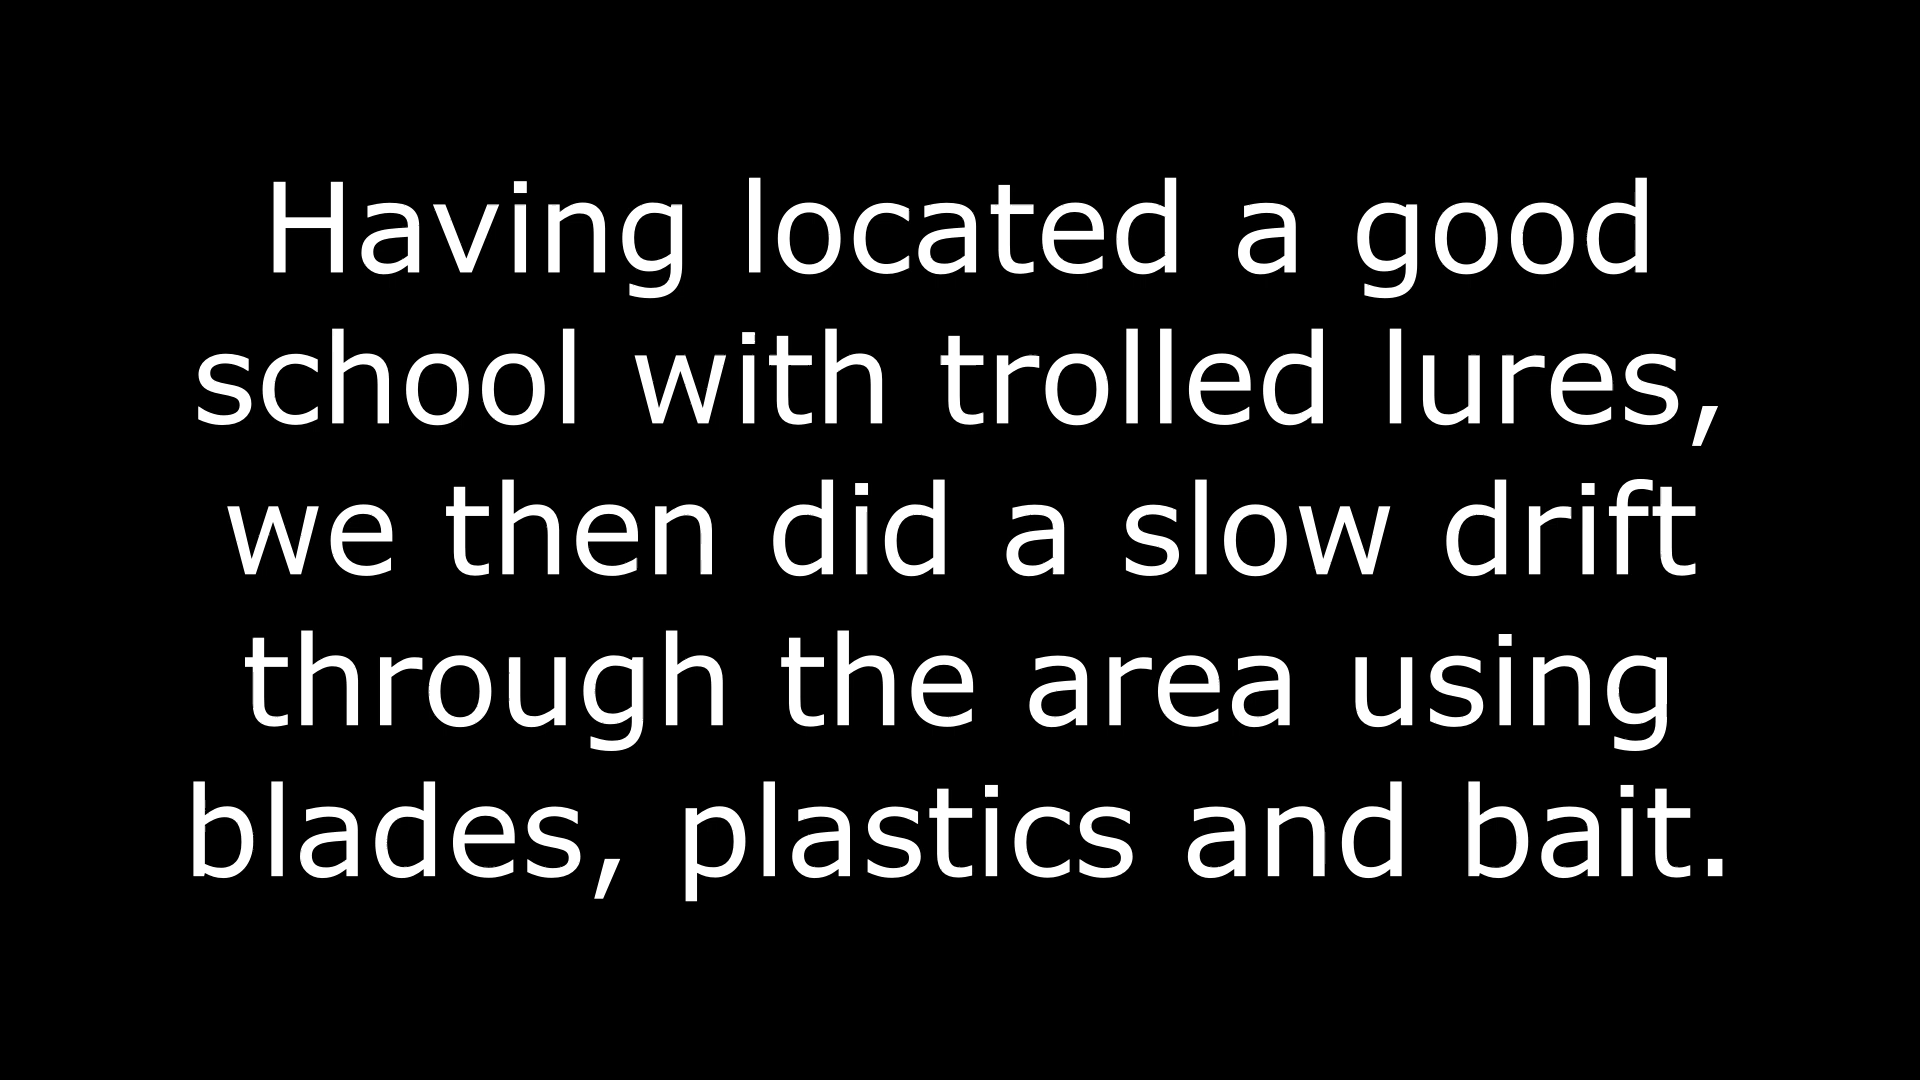 Having located a good
school with trolled lures,
we then did a slow drift
through the area using
blades, plastics and bait.